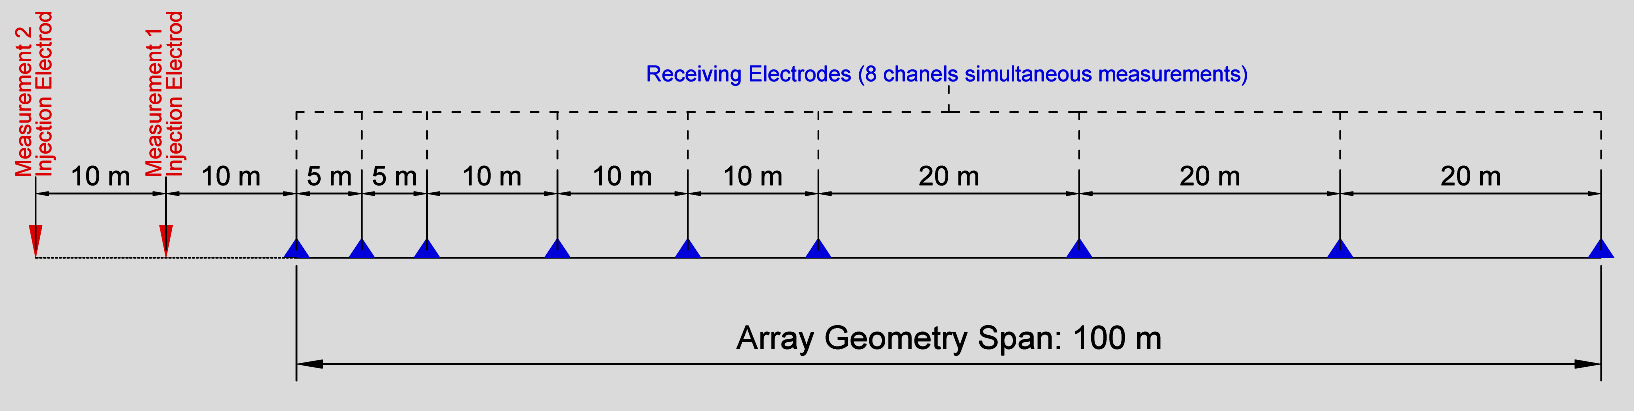 Measurement 2
Injection Electrod
Measurement 1
Injection Electrod
Receiving Electrodes (8 chanels simultaneous measurements)
10 m
10 m
5 m
5 m
10 m
10 m
10 m
20 m
20 m
20 m
Array Geometry Span: 100 m